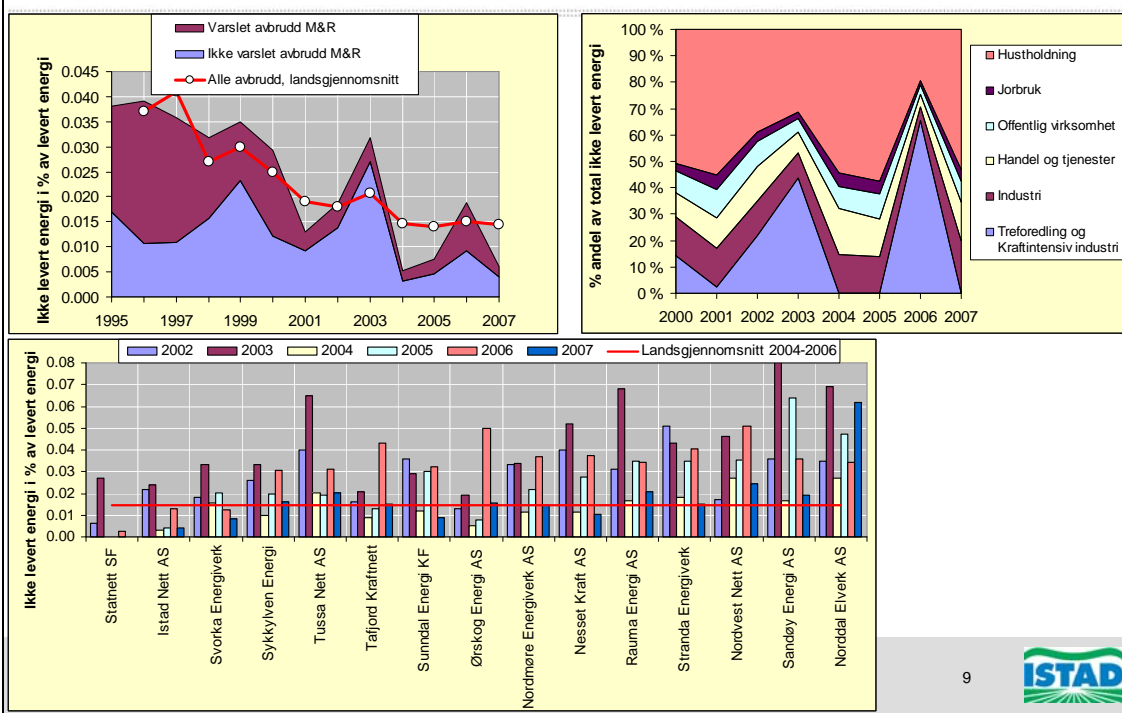 Varslet avbrudd M&R
Ikke varslet avbrudd M&R
Alle avbrudd, landsgjennomsnitt
Ikke levert energi i % av levert energi
0.045
0.040
0.035
0.030
0.025
0.020
0.015
0.010
0.005
0.000
1995 1997 1999 2001 2003 2005 2007
% andel av total ikke levert energi
100 %
90 %
80 %
70 %
60 %
50 %
40 %
30 %
20 %
10 %
0 %
2000 2001 2002 2003 2004 2005 2006 2007
Hustholdning
Jorbruk
Offentlig virksomhet
Handel og tjenester
Industri
Treforedling og
Kraftintensiv industri
2002 2003 2004 2005 2006 2007 Landsgjennomsnitt 2004-2006
Ikke levert energi i % av levert energi
0.08
0.07
0.06
0.05
0.04
0.03
0.02
0.01
0.00
Statnett SF
Istad Nett AS
Svorka Energiverk
Sykkylven Energi
Tussa Nett AS
Tafjord Kraftnett
Sunndal Energi KF
Ørskog Energi AS
Nordmøre Energiverk AS
Nesset Kraft AS
Rauma Energi AS
Stranda Energiverk
Nordvest Nett AS
Sandøy Energi AS
Norddal Elverk AS
9
ISTAD